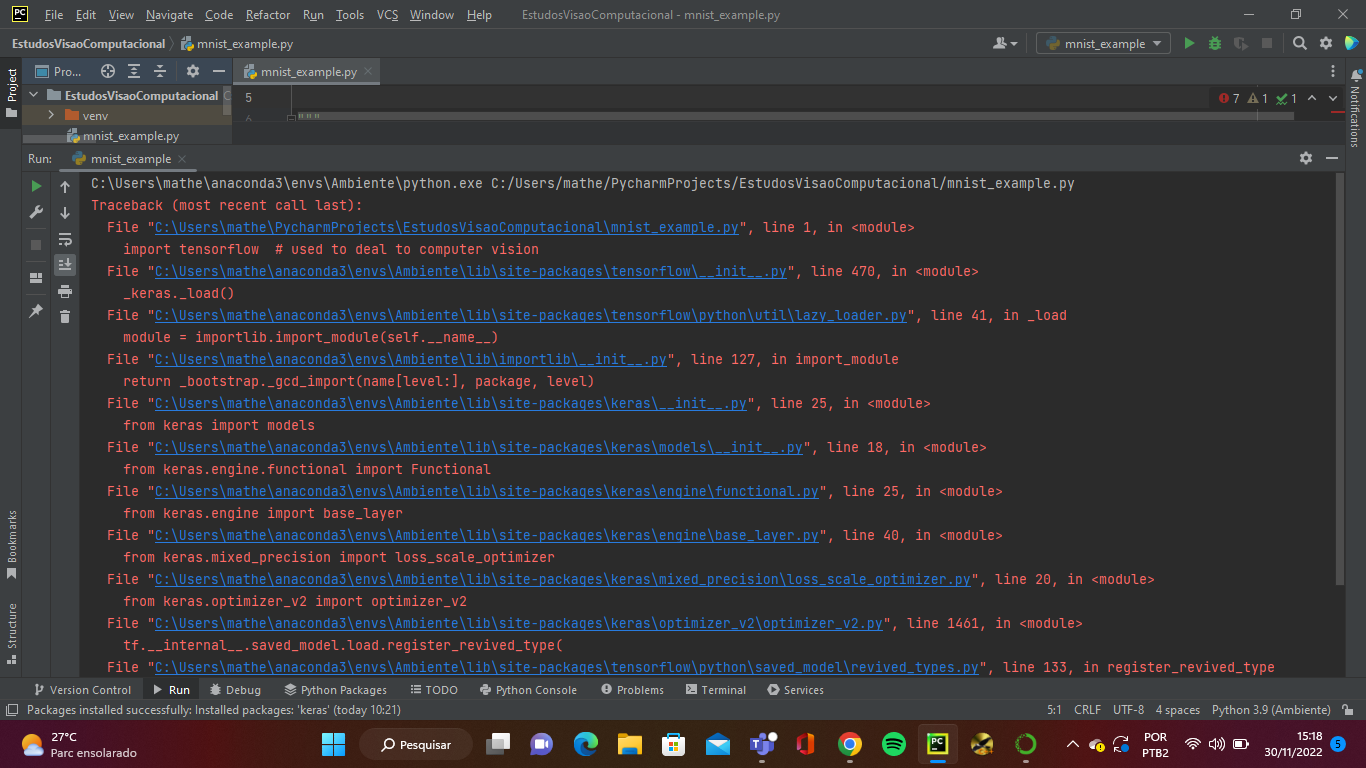 PC File Edit View Navigate Code Refactor Run Tools VCS Window Help EstudosVisaoComputacional - mnist_example.py
EstudosVisaoComputacional mnist_example.py mnist_example
Project Pro... mnist_example.py
EstudosVisaoComputacional
venv
mnist_example.py
5 7 1 1
6 """
Notifications
Run: mnist_example
C:\Users\mathe\anaconda3\envs\Ambiente\python.exe C:/Users/mathe/PycharmProjects/EstudosVisaoComputacional/mnist_example.py
Traceback (most recent call last):
File "C:\Users\mathe\PycharmProjects\EstudosVisaoComputacional\mnist_example.py", line 1, in <module>
import tensorflow  # used to deal to computer vision
File "C:\Users\mathe\anaconda3\envs\Ambiente\lib\site-packages\tensorflow\__init__.py", line 470, in <module>
_keras._load()
File "C:\Users\mathe\anaconda3\envs\Ambiente\lib\site-packages\tensorflow\python\util\lazy_loader.py", line 41, in _load
module = importlib.import_module(self.__name__)
File "C:\Users\mathe\anaconda3\envs\Ambiente\lib\importlib\__init__.py", line 127, in import_module
return _bootstrap._gcd_import(name[level:], package, level)
File "C:\Users\mathe\anaconda3\envs\Ambiente\lib\site-packages\keras\__init__.py", line 25, in <module>
from keras import models
File "C:\Users\mathe\anaconda3\envs\Ambiente\lib\site-packages\keras\models\__init__.py", line 18, in <module>
from keras.engine.functional import Functional
File "C:\Users\mathe\anaconda3\envs\Ambiente\lib\site-packages\keras\engine\functional.py", line 25, in <module>
from keras.engine import base_layer
File "C:\Users\mathe\anaconda3\envs\Ambiente\lib\site-packages\keras\engine\base_layer.py", line 40, in <module>
from keras.mixed_precision import loss_scale_optimizer
File "C:\Users\mathe\anaconda3\envs\Ambiente\lib\site-packages\keras\mixed_precision\loss_scale_optimizer.py", line 20, in <module>
from keras.optimizer_v2 import optimizer_v2
File "C:\Users\mathe\anaconda3\envs\Ambiente\lib\site-packages\keras\optimizer_v2\optimizer_v2.py", line 1461, in <module>
tf.__internal__.saved_model.load.register_revived_type(
File "C:\Users\mathe\anaconda3\envs\Ambiente\lib\site-packages\tensorflow\python\saved_model\revived_types.py", line 133, in register_revived_type
Bookmarks
Structure
Version Control Run Debug Python Packages TODO Python Console Problems Terminal Services
Packages installed successfully: Installed packages: 'keras' (today 10:21) 5:1 CRLF UTF-8 4 spaces Python 3.9 (Ambiente)
27°C
Parc ensolarado
Pesquisar
PC
POR
PTB2
15:18
30/11/2022
5